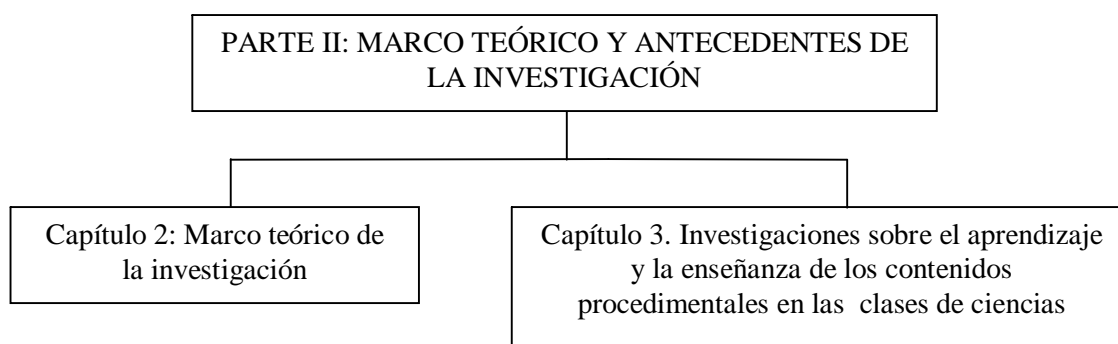 PARTE II: MARCO TEÓRICO Y ANTECEDENTES DE
LA INVESTIGACIÓN
Capítulo 2: Marco teórico de
la investigación
Capítulo 3. Investigaciones sobre el aprendizaje
y la enseñanza de los contenidos
procedimentales en las clases de ciencias